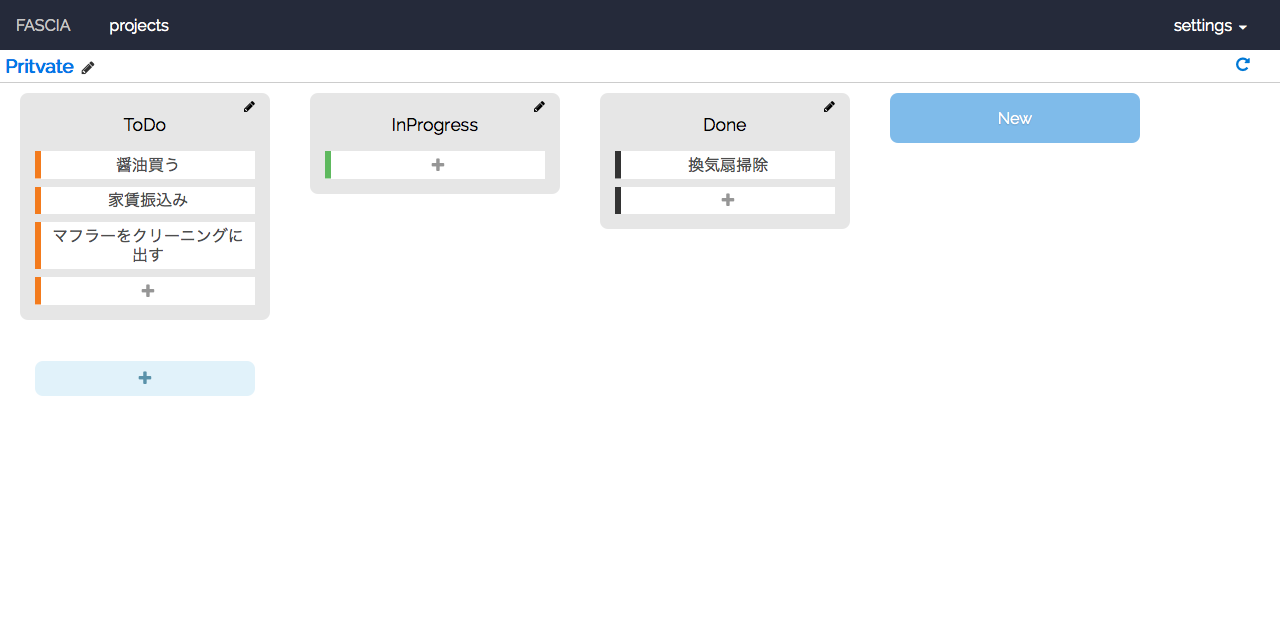 FASCIA projects settings
Pritvate
ToDo
醤油買う
家賃振込み
マフラーをクリーニングに
出す
InProgress
Done
換気扇掃除
New